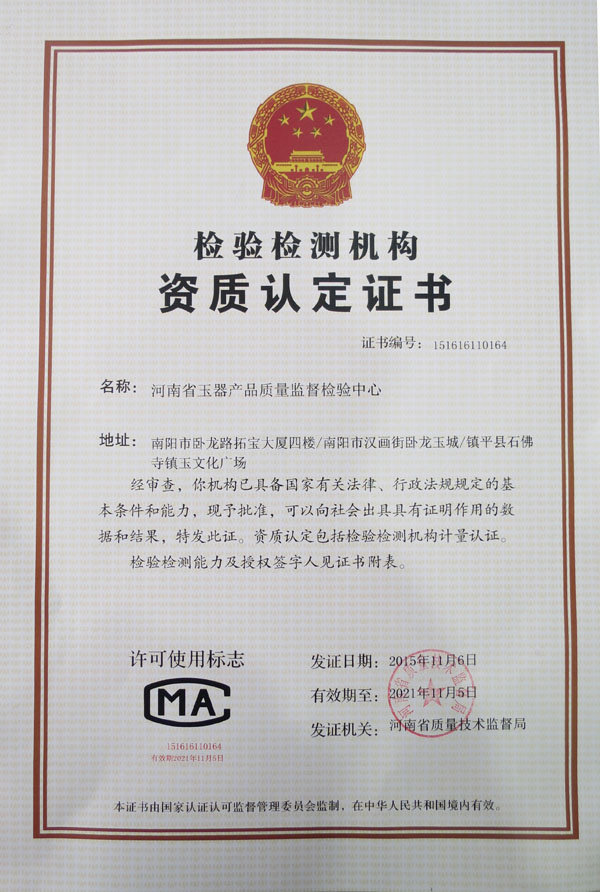 检验检测机构
资质认定证书
证书编号：151616110164
名称：河南省玉器产品质量监督检验中心
地址：南阳市卧龙路拓宝大厦四楼/南阳市汉画街卧龙玉城/镇平县石佛
寺镇玉文化广场
经审查，你机构已具备国家有关法律、行政法规规定的基
本条件和能力，现予批准，可以向社会出具具有证明作用的数
据和结果，特发此证。资质认定包括检验检测机构计量认证。
检验检测能力及授权签字人见证书附表。
许可使用标志
MA
151616110164
有效期2021年11月5日
发证日期：2015年11月6日
有效期至：2021年11月5日
发证机关：河南省质量技术监督局
河南省质量技术监督局
本证书由国家认证认可监督管理委员会监制，在中华人民共和国境内有效。